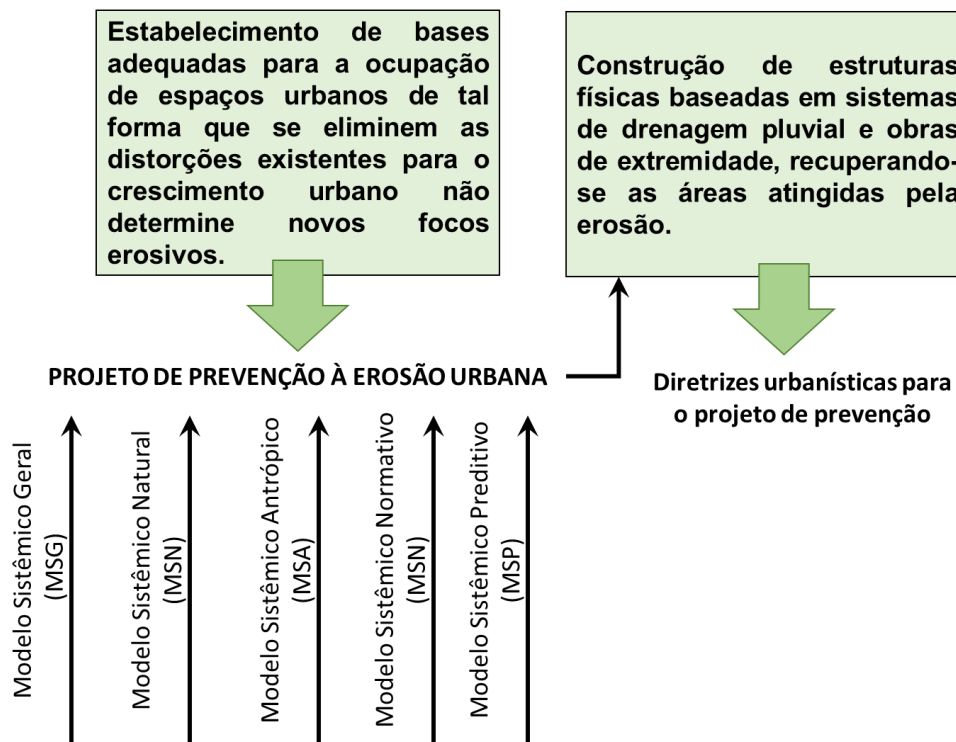 Estabelecimento de bases
adequadas para a ocupação
de espaços urbanos de tal
forma que se eliminem as
distorções existentes para o
crescimento urbano não
determine novos focos
erosivos.
Construção de estruturas
físicas baseadas em sistemas
de drenagem pluvial e obras
de extremidade, recuperando-
se as áreas atingidas pela
erosão.
PROJETO DE PREVENÇÃO À EROSÃO URBANA
Diretrizes urbanísticas para
o projeto de prevenção
Modelo Sistêmico Geral
(MSG)
Modelo Sistêmico Natural
(MSN)
Modelo Sistêmico Antrópico
(MSA)
Modelo Sistêmico Normativo
(MSN)
Modelo Sistêmico Preditivo
(MSP)